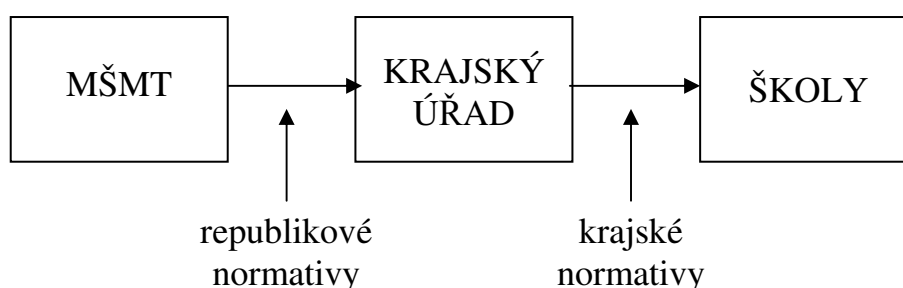 MŠMT
KRAJSKÝ
ÚŘAD
ŠKOLY
republikové
normativy
krajské
normativy